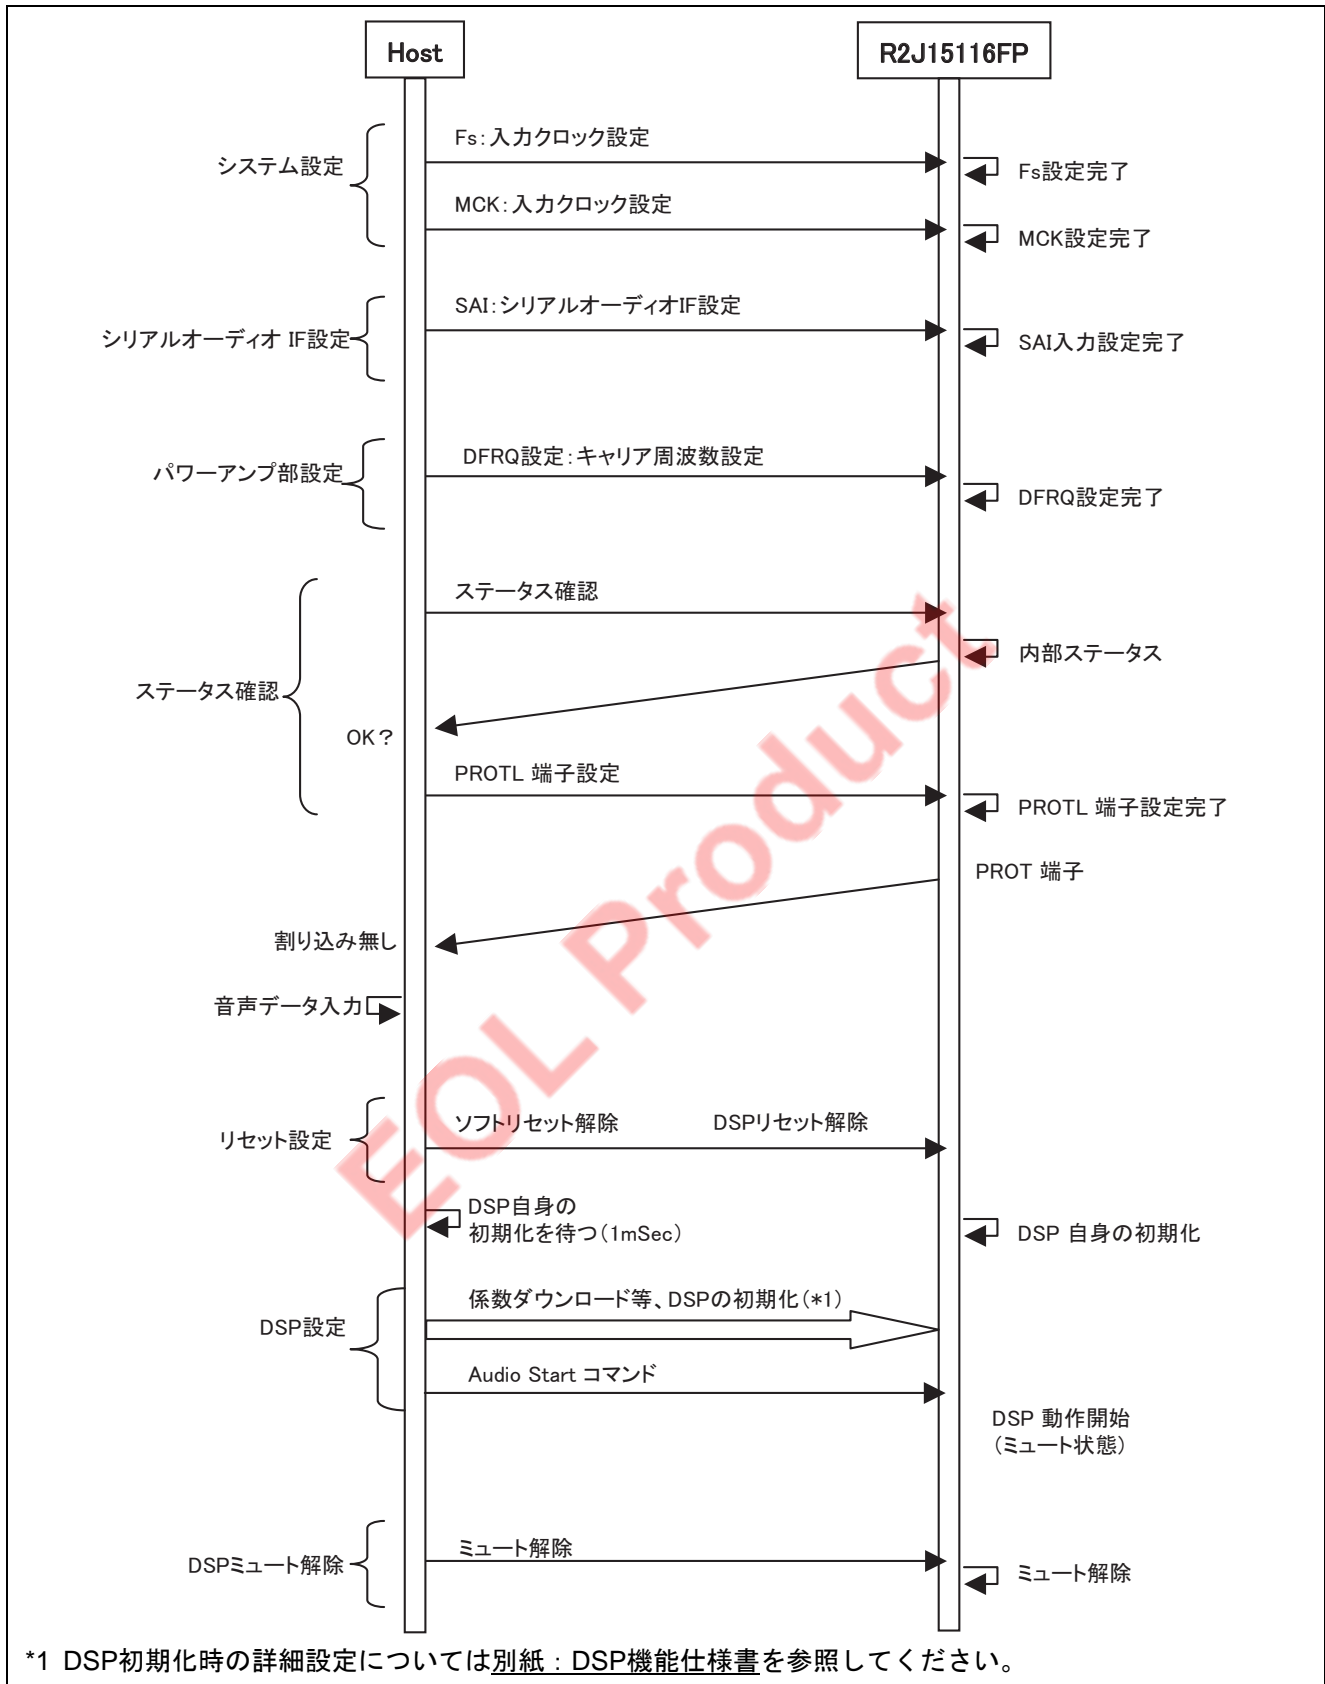 Host
R2J15116FP
システム設定
Fs：入力クロック設定
Fs設定完了
MCK：入力クロック設定
MCK設定完了
シリアルオーディオ IF設定
SAI：シリアルオーディオIF設定
SAI入力設定完了
パワーアンプ部設定
DFRQ設定：キャリア周波数設定
DFRQ設定完了
ステータス確認
ステータス確認
内部ステータス
OK？
PROTL 端子設定
PROTL 端子設定完了
PROT 端子
割り込み無し
音声データ入力
リセット設定
ソフトリセット解除 DSPリセット解除
DSP自身の
初期化を待つ（1mSec）
DSP 自身の初期化
DSP設定
係数ダウンロード等、DSPの初期化（*1）
Audio Start コマンド
DSP 動作開始
（ミュート状態）
DSPミュート解除
ミュート解除
ミュート解除
*1 DSP初期化時の詳細設定については別紙：DSP機能仕様書を参照してください。
EOL Product